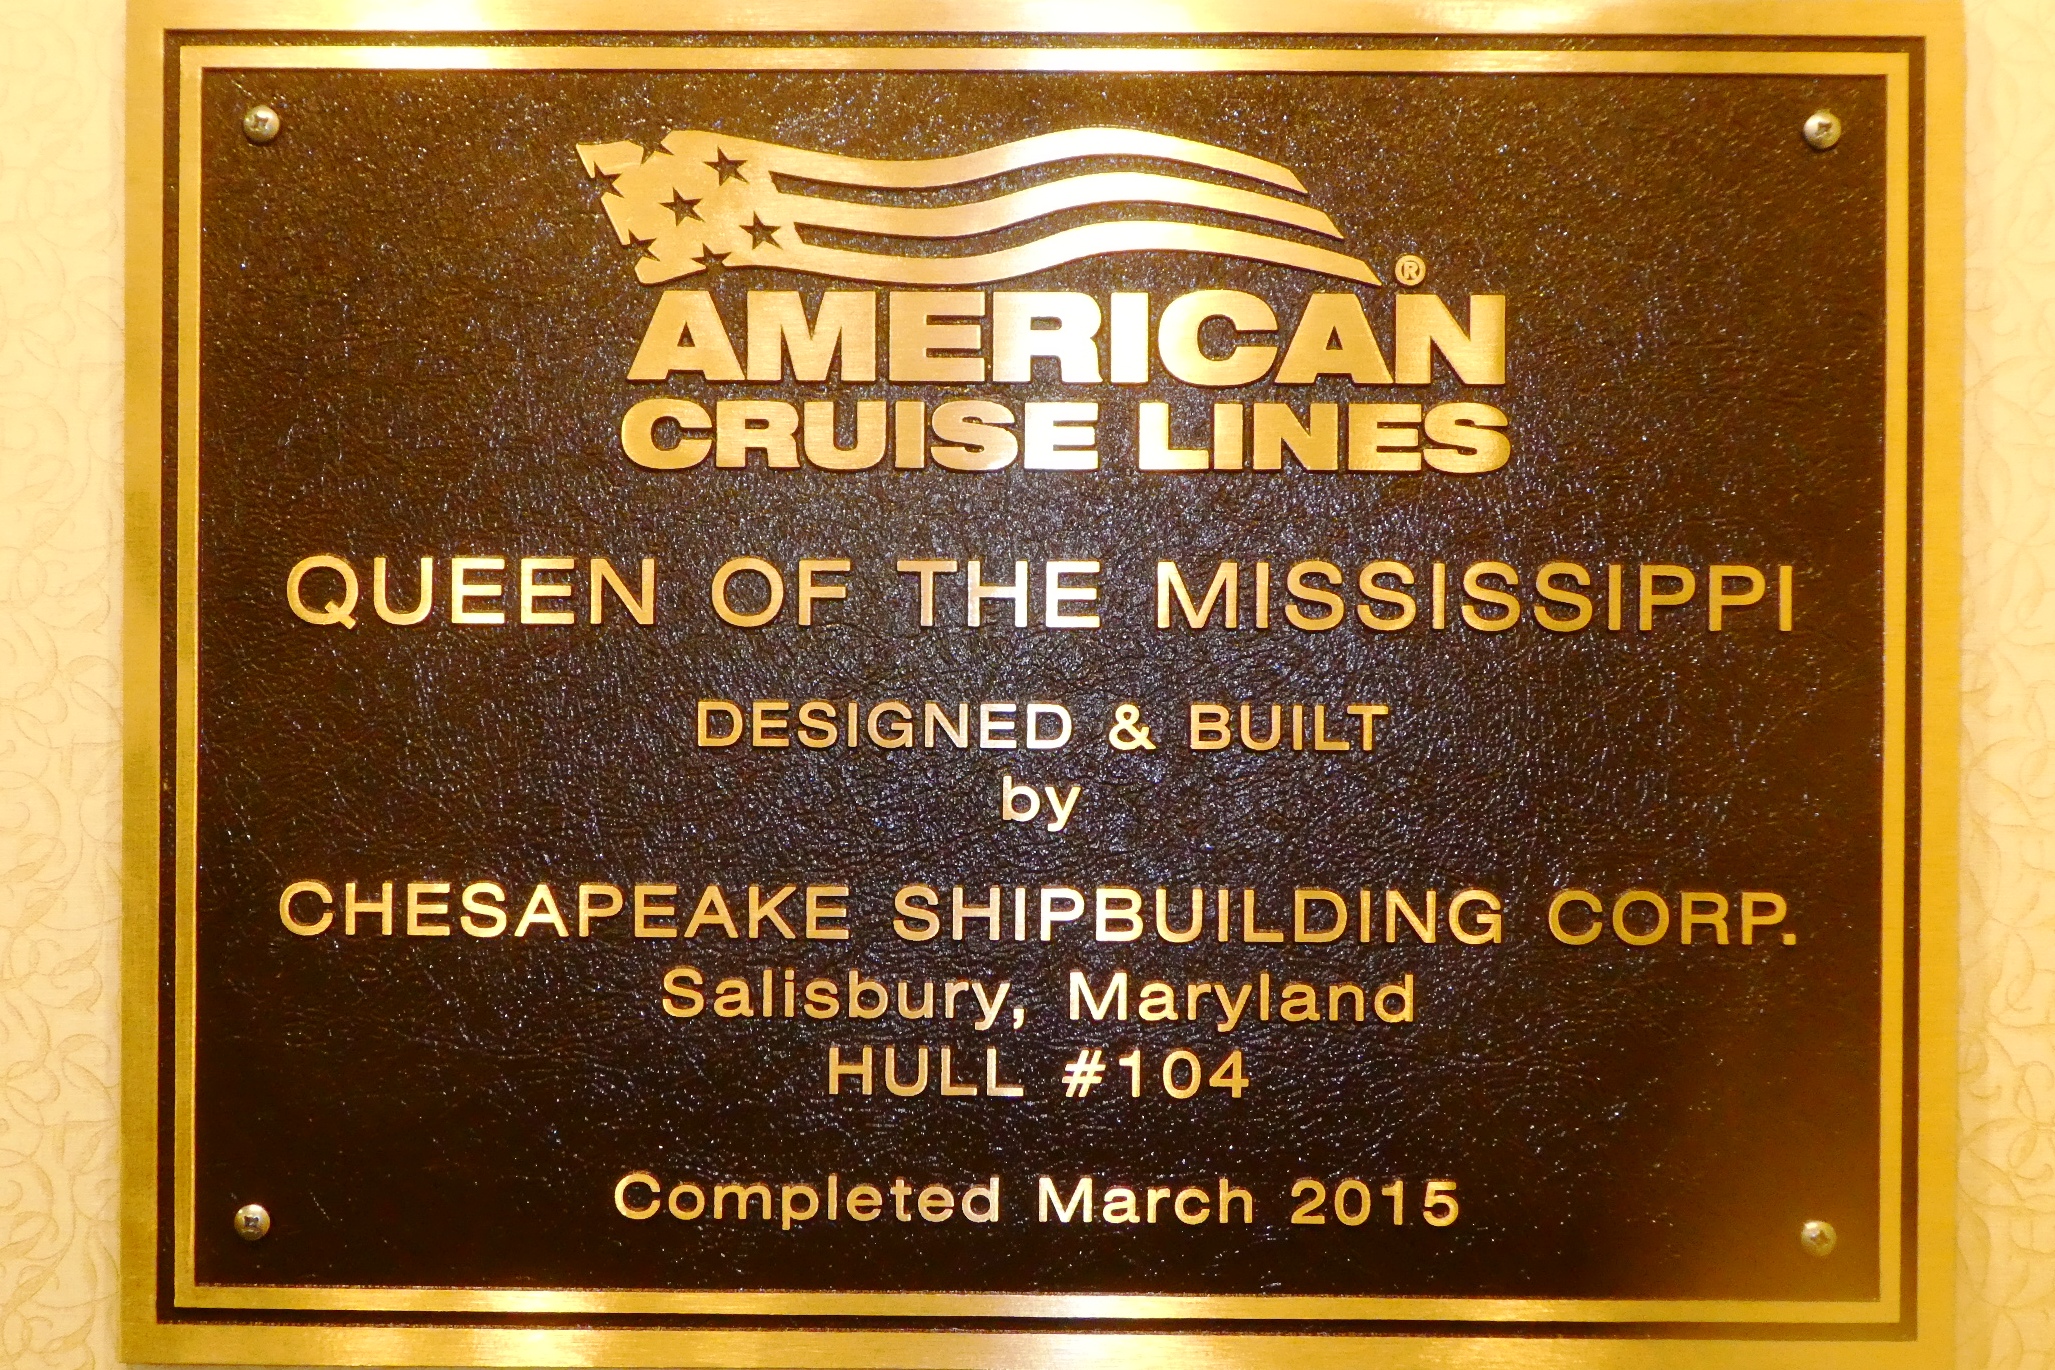 ®
AMERICAN
CRUISE LINES
QUEEN OF THE MISSISSIPPI
DESIGNED & BUILT
by
CHESAPEAKE SHIPBUILDING CORP.
Salisbury, Maryland
HULL #104
Completed March 2015